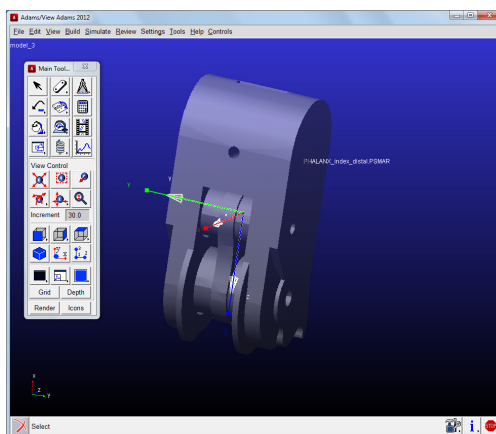 Adams/View Adams 2012
File Edit View Build Simulate Review Settings Tools Help Controls
model_3
Main Tool...
View Control
Increment 30.0
Grid Depth
Render Icons
PHALANX_index_distal.PSMAR
Y
Y
x
z
y
Select
i
STOP